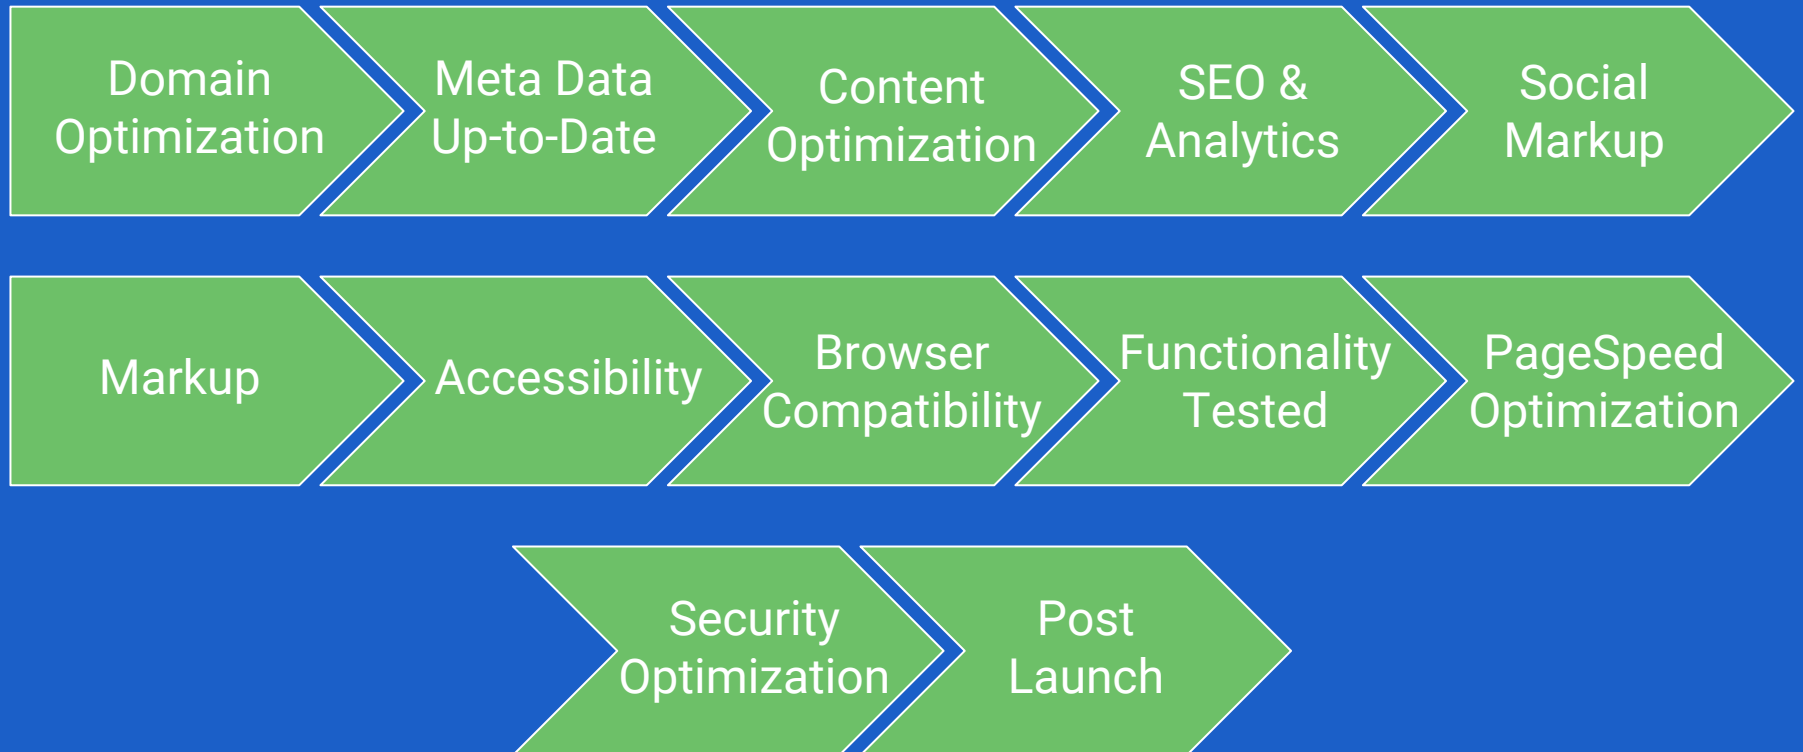 Domain
Optimization
Meta Data
Up-to-Date
Content
Optimization
SEO &
Analytics
Social
Markup
Markup
Accessibility
Browser
Compatibility
Functionality
Tested
PageSpeed
Optimization
Security
Optimization
Post
Launch